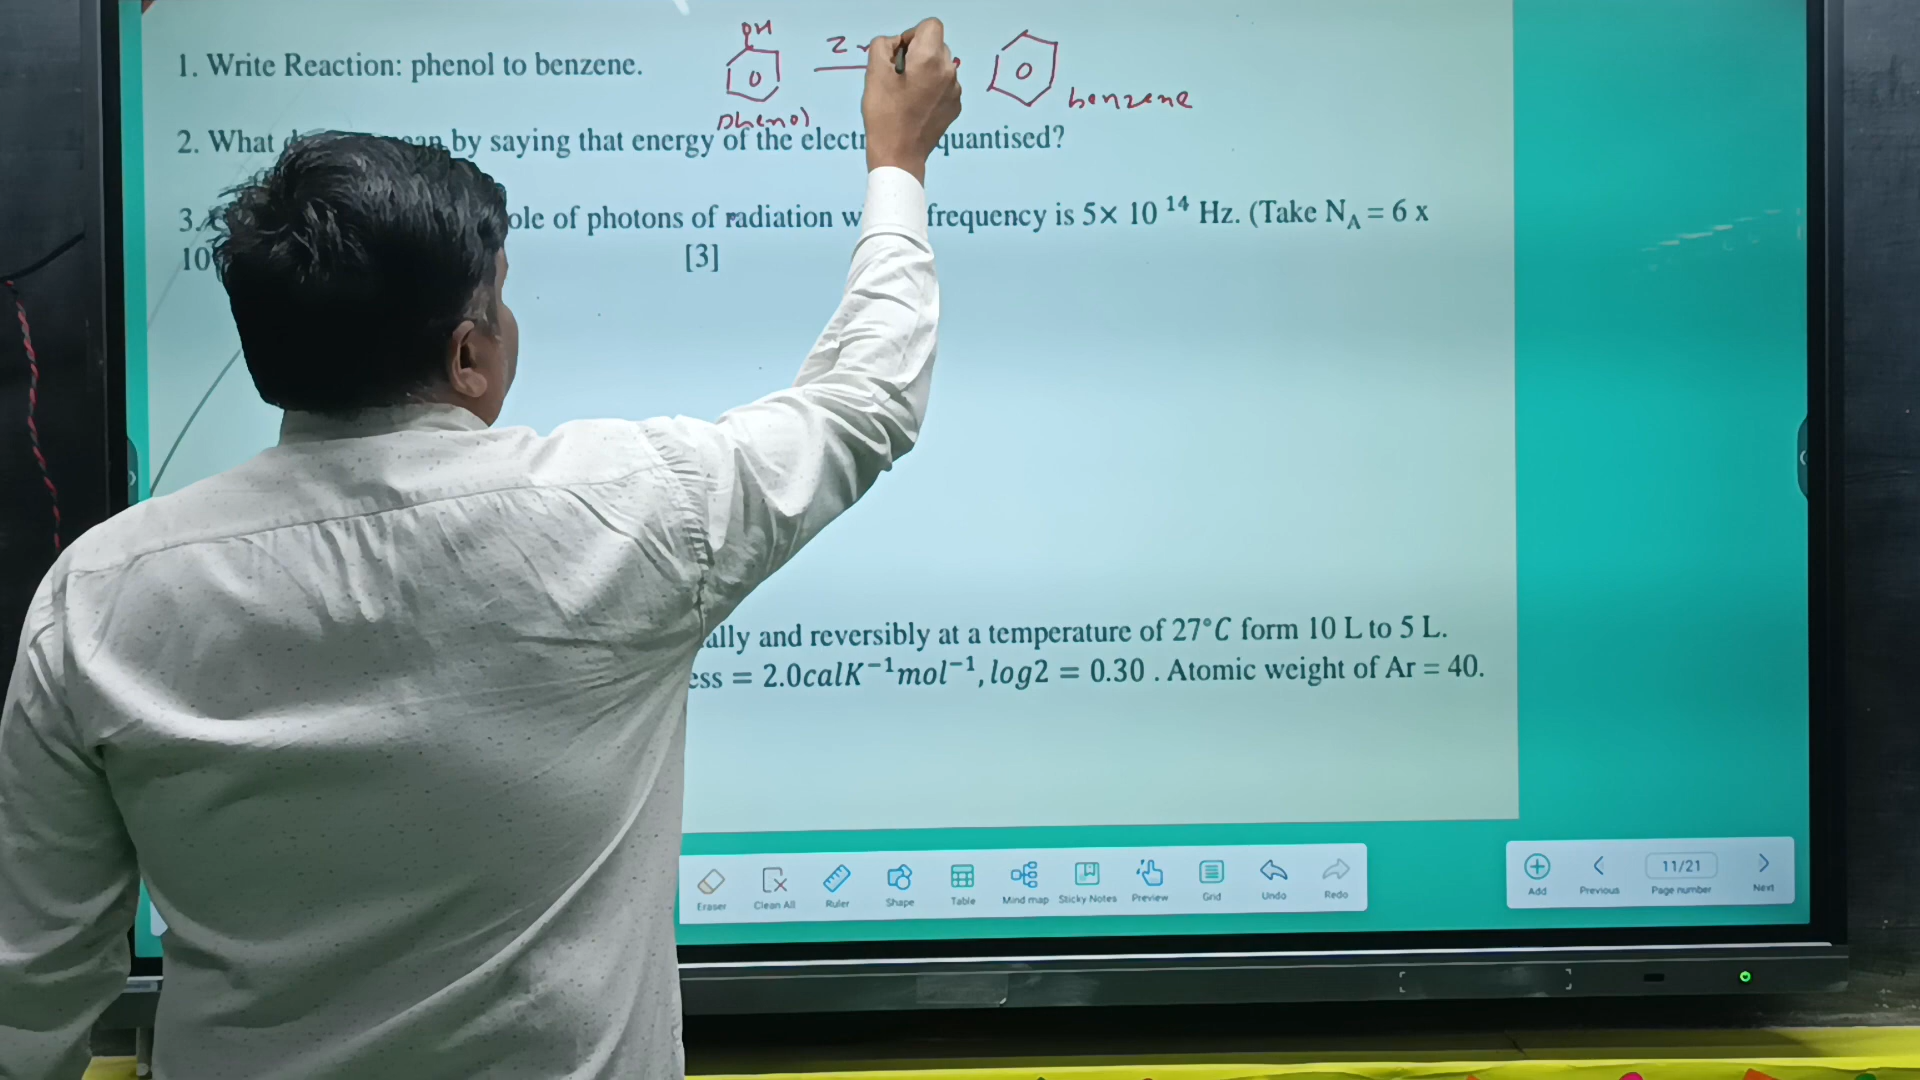 OH
1. Write Reaction: phenol to benzene.
Z
phenol
benzene
2. What by saying that energy of the quantised?
3. of photons of radiation frequency is 5× 10 14 Hz. (Take NA = 6 x
10 [3]
and reversibly at a temperature of 27°C form 10 L to 5 L.
= 2.0calK−1mol−1, log2 = 0.30 . Atomic weight of Ar = 40.
Eraser
Clean All
Ruler
Shape
Table
Mind map
Sticky Notes
Preview
Grid
Undo
Redo
Add
Previous
11/21
Page number
Next